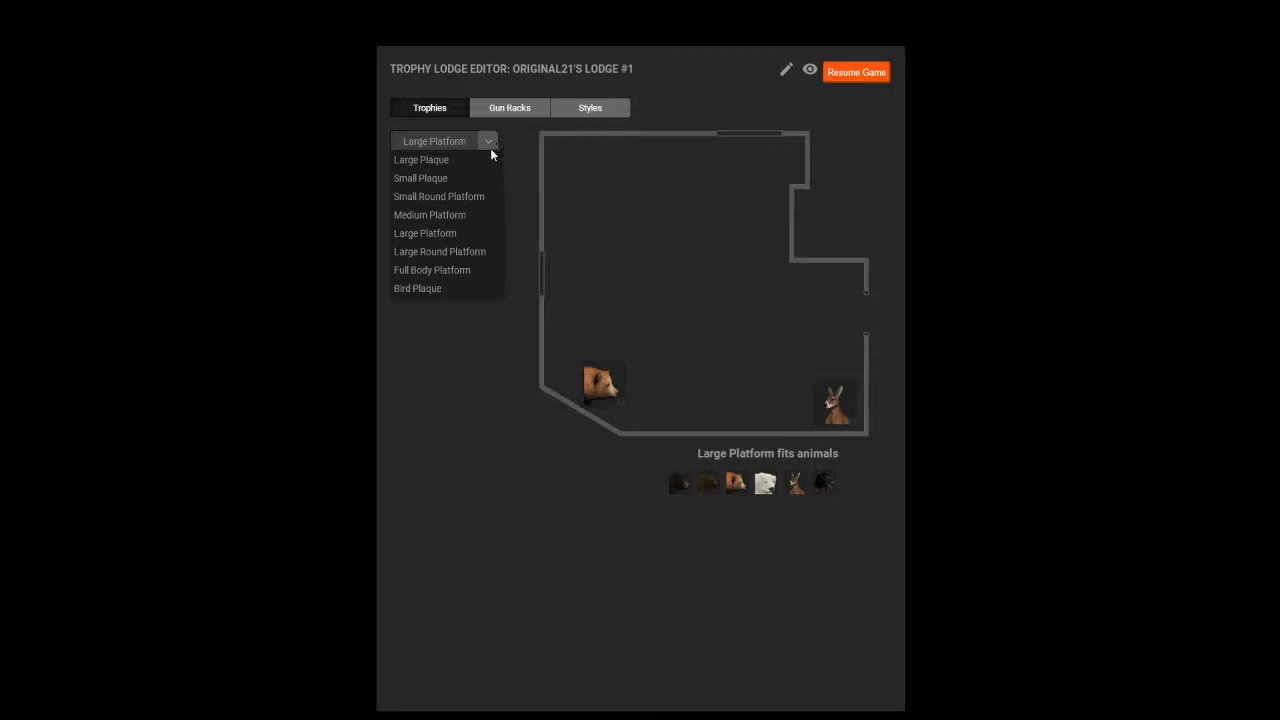 TROPHY LODGE EDITOR: ORIGINAL21'S LODGE #1
Resume Game
Trophies
Gun Racks
Styles
Large Platform
Large Plaque
Small Plaque
Small Round Platform
Medium Platform
Large Platform
Large Round Platform
Full Body Platform
Bird Plaque
Large Platform fits animals